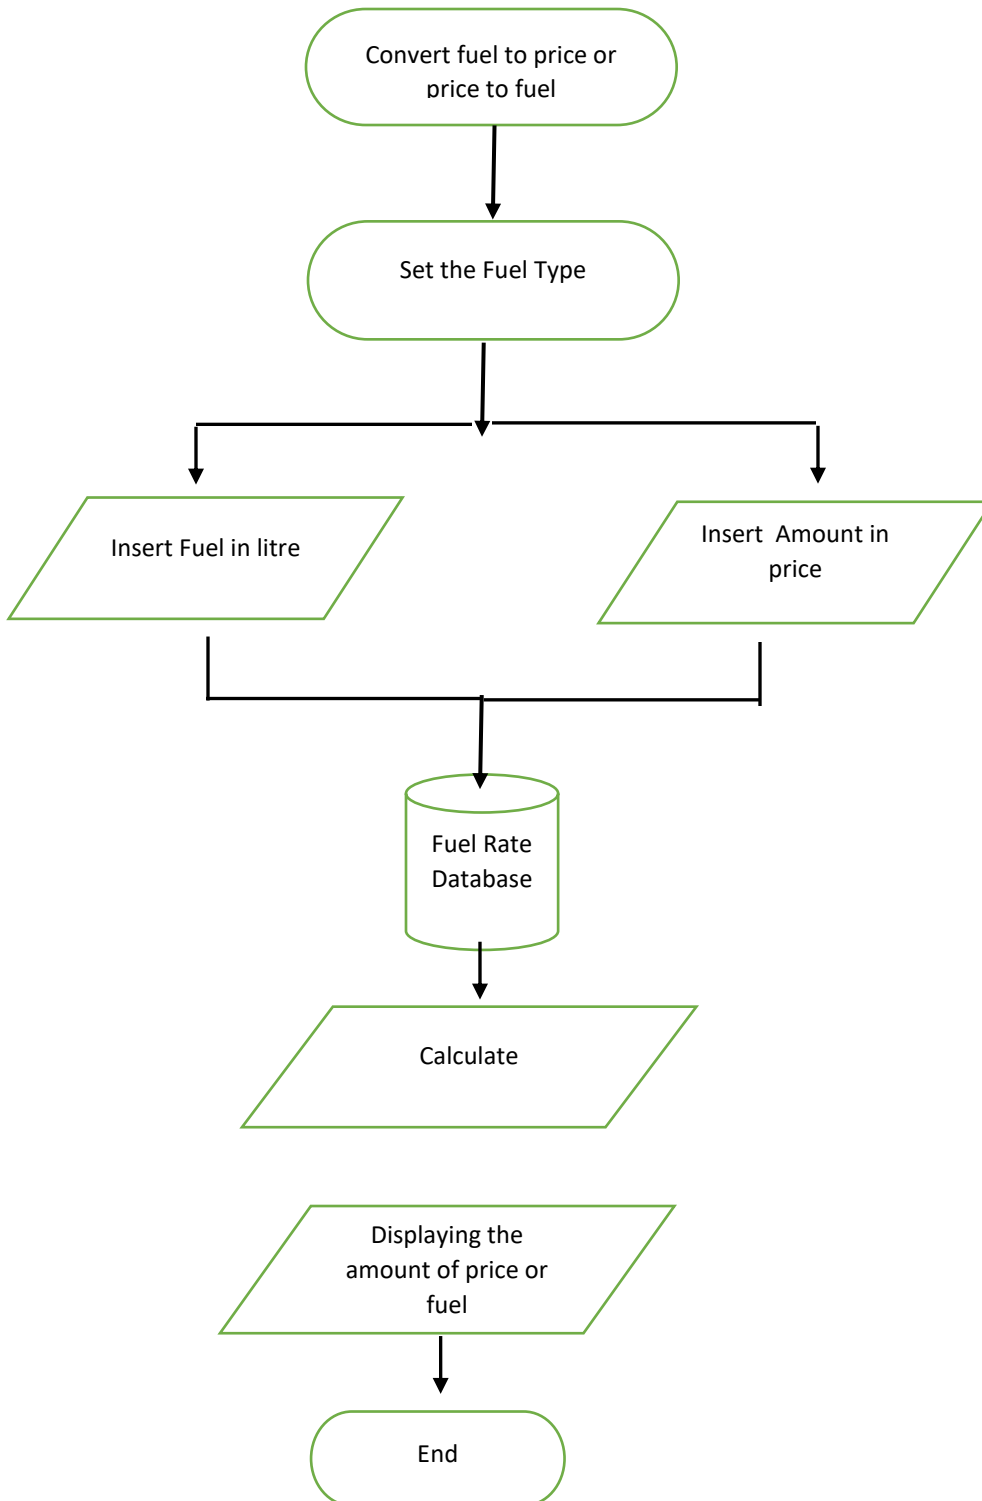 Convert fuel to price or
price to fuel
Set the Fuel Type
Insert Fuel in litre
Insert  Amount in
price
Fuel Rate
Database
Calculate
Displaying the
amount of price or
fuel
End